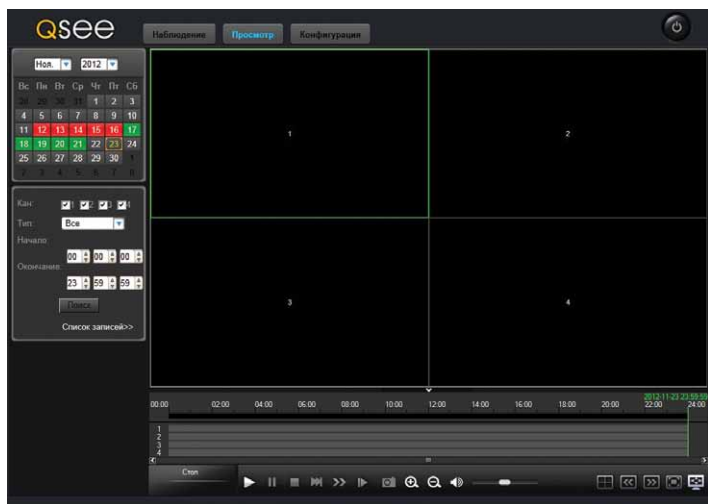 Qsee
Наблюдение Просмотр Конфигурация
Ноя. 2012
Вс Пн Вт Ср Чт Пт Сб
28 29 30 31 1 2 3
4 5 6 7 8 9 10
11 12 13 14 15 16 17
18 19 20 21 22 23 24
25 26 27 28 29 30 1
2 3 4 5 6 7 8
Кан: 1 2 3 4
Тип: Все
Начало:
00 00 00
Окончание:
23 59 59
Поиск
Список записей>>
1
2
3
4
2012-11-23 23:59:59
00:00 02:00 04:00 06:00 08:00 10:00 12:00 14:00 16:00 18:00 20:00 22:00 24:00
1
2
3
4
Стоп